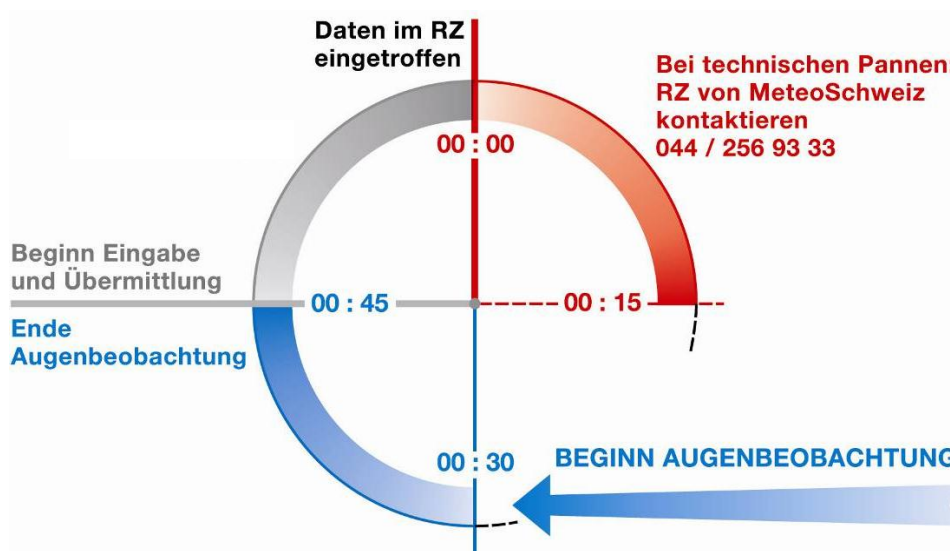 Daten im RZ
eingetroffen
Bei technischen Pannen
RZ von MeteoSchweiz
kontaktieren
044 / 256 93 33
00 : 00
Beginn Eingabe
und Übermittlung
00 : 45
00 : 15
Ende
Augenbeobachtung
00 : 30
BEGINN AUGENBEOBACHTUNG